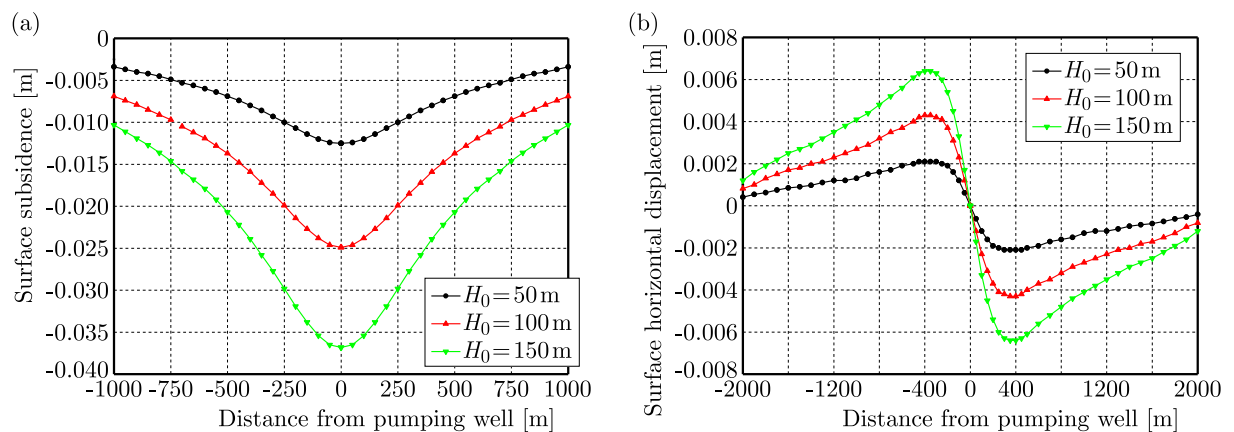 (a)
0
-0.005
-0.010
-0.015
-0.020
-0.025
-0.030
-0.035
-0.040
Surface subsidence [m]
H0 = 50 m
H0 = 100 m
H0 = 150 m
-1000 -750 -500 -250 0 250 500 750 1000
Distance from pumping well [m]
(b)
0.008
0.006
0.004
0.002
0
-0.002
-0.004
-0.006
-0.008
Surface horizontal displacement [m]
H0 = 50 m
H0 = 100 m
H0 = 150 m
-2000 -1200 -400 0 400 1200 2000
Distance from pumping well [m]